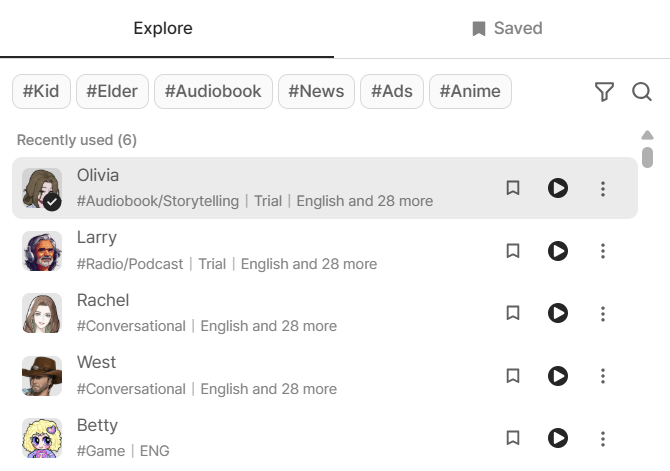 Explore
Saved
#Kid
#Elder
#Audiobook
#News
#Ads
#Anime
Recently used (6)
Olivia
#Audiobook/Storytelling | Trial | English and 28 more
Larry
#Radio/Podcast | Trial | English and 28 more
Rachel
#Conversational | English and 28 more
West
#Conversational | English and 28 more
Betty
#Game | ENG